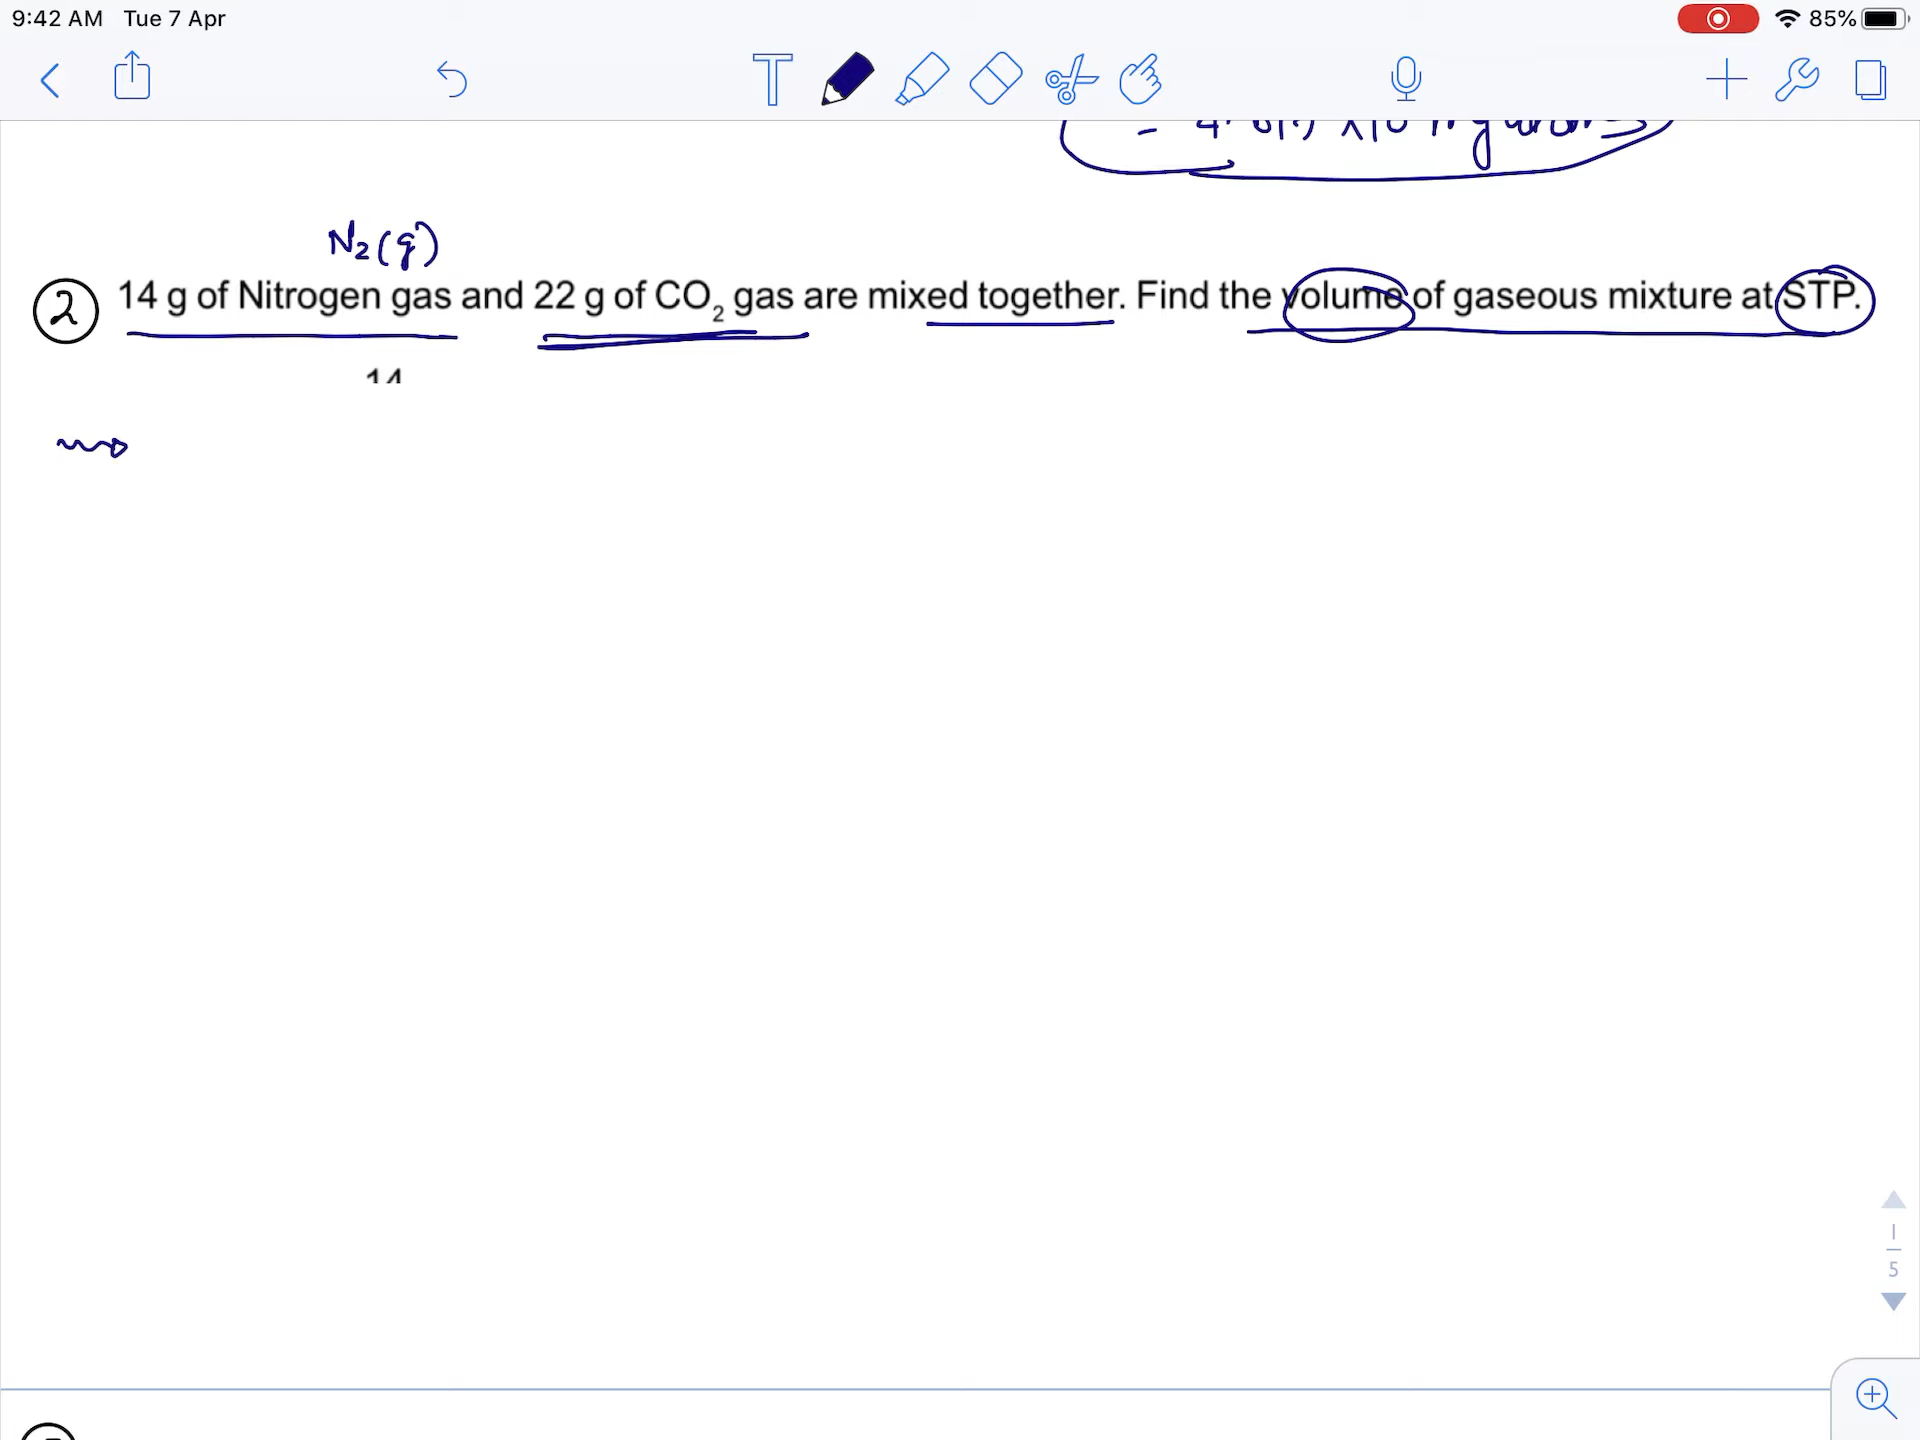 9:42 AM Tue 7 Apr 85%
T
N₂(g)
2 14 g of Nitrogen gas and 22 g of CO₂ gas are mixed together. Find the volume of gaseous mixture at STP.
14
1
5